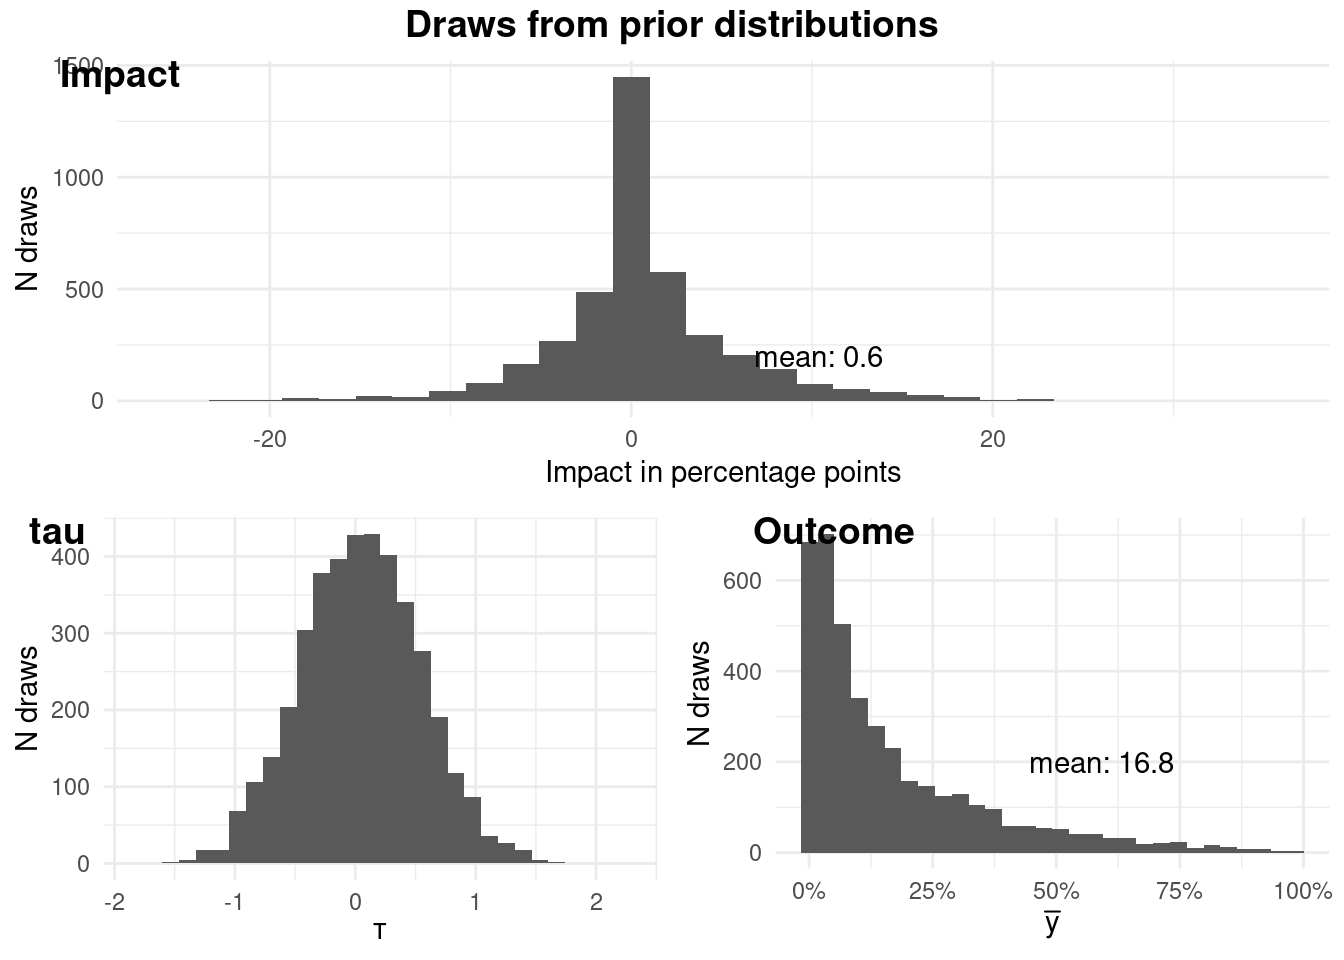 Draws from prior distributions
Impact
1500
1000
500
0
N draws
mean: 0.6
-20 0 20
Impact in percentage points
tau
400
300
200
100
0
N draws
-2 -1 0 1 2
τ
Outcome
600
400
200
0
N draws
mean: 16.8
0% 25% 50% 75% 100%
y̅